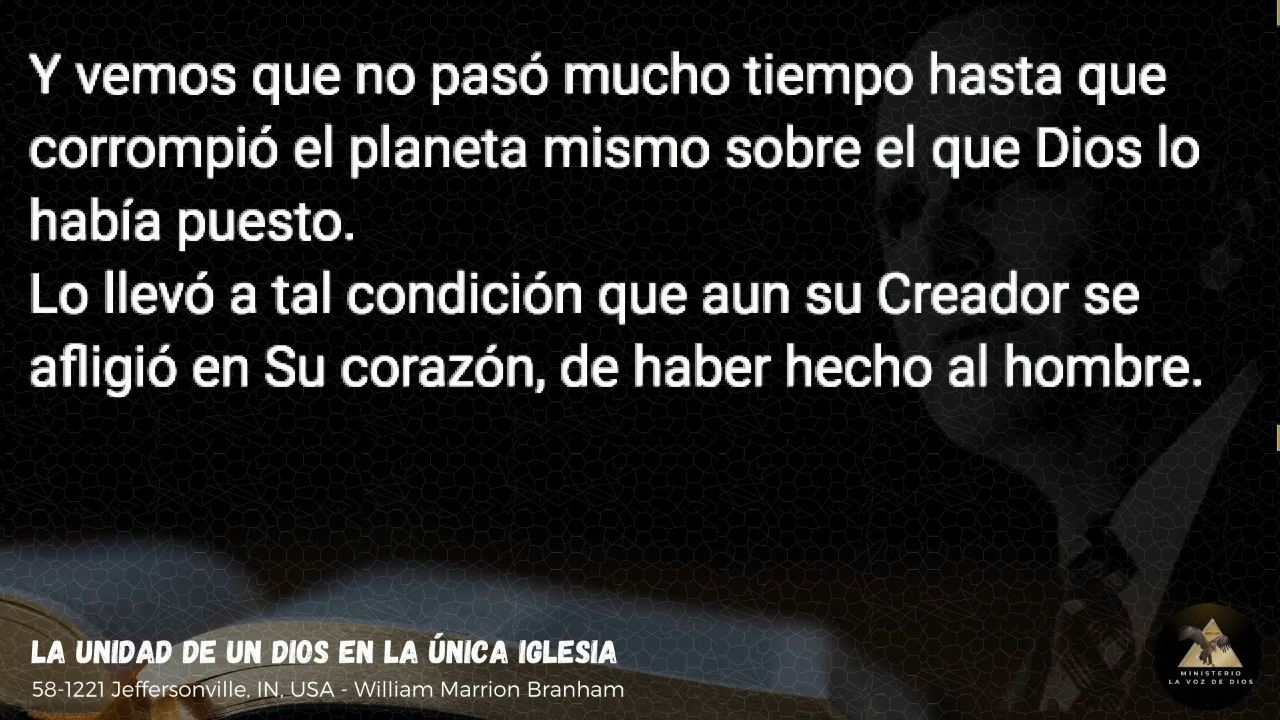 Y vemos que no pasó mucho tiempo hasta que
corrompió el planeta mismo sobre el que Dios lo
había puesto.
Lo llevó a tal condición que aun su Creador se
afligió en Su corazón, de haber hecho al hombre.
LA UNIDAD DE UN DIOS EN LA ÚNICA IGLESIA
58-1221 Jeffersonville, IN, USA - William Marrion Branham
MINISTERIO
LA VOZ DE DIOS